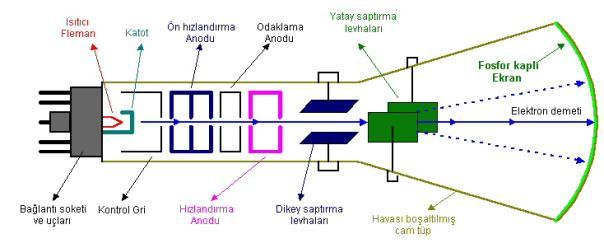 Isıtıcı
Fleman
Katot
Ön hızlandırma
Anodu
Odaklama
Anodu
Yatay saptırma
levhaları
Fosfor kaplı
Ekran
Elektron demeti
Bağlantı soketi
ve uçları
Kontrol Gri
Hızlandırma
Anodu
Dikey saptırma
levhaları
Havası boşaltılmış
cam tüp